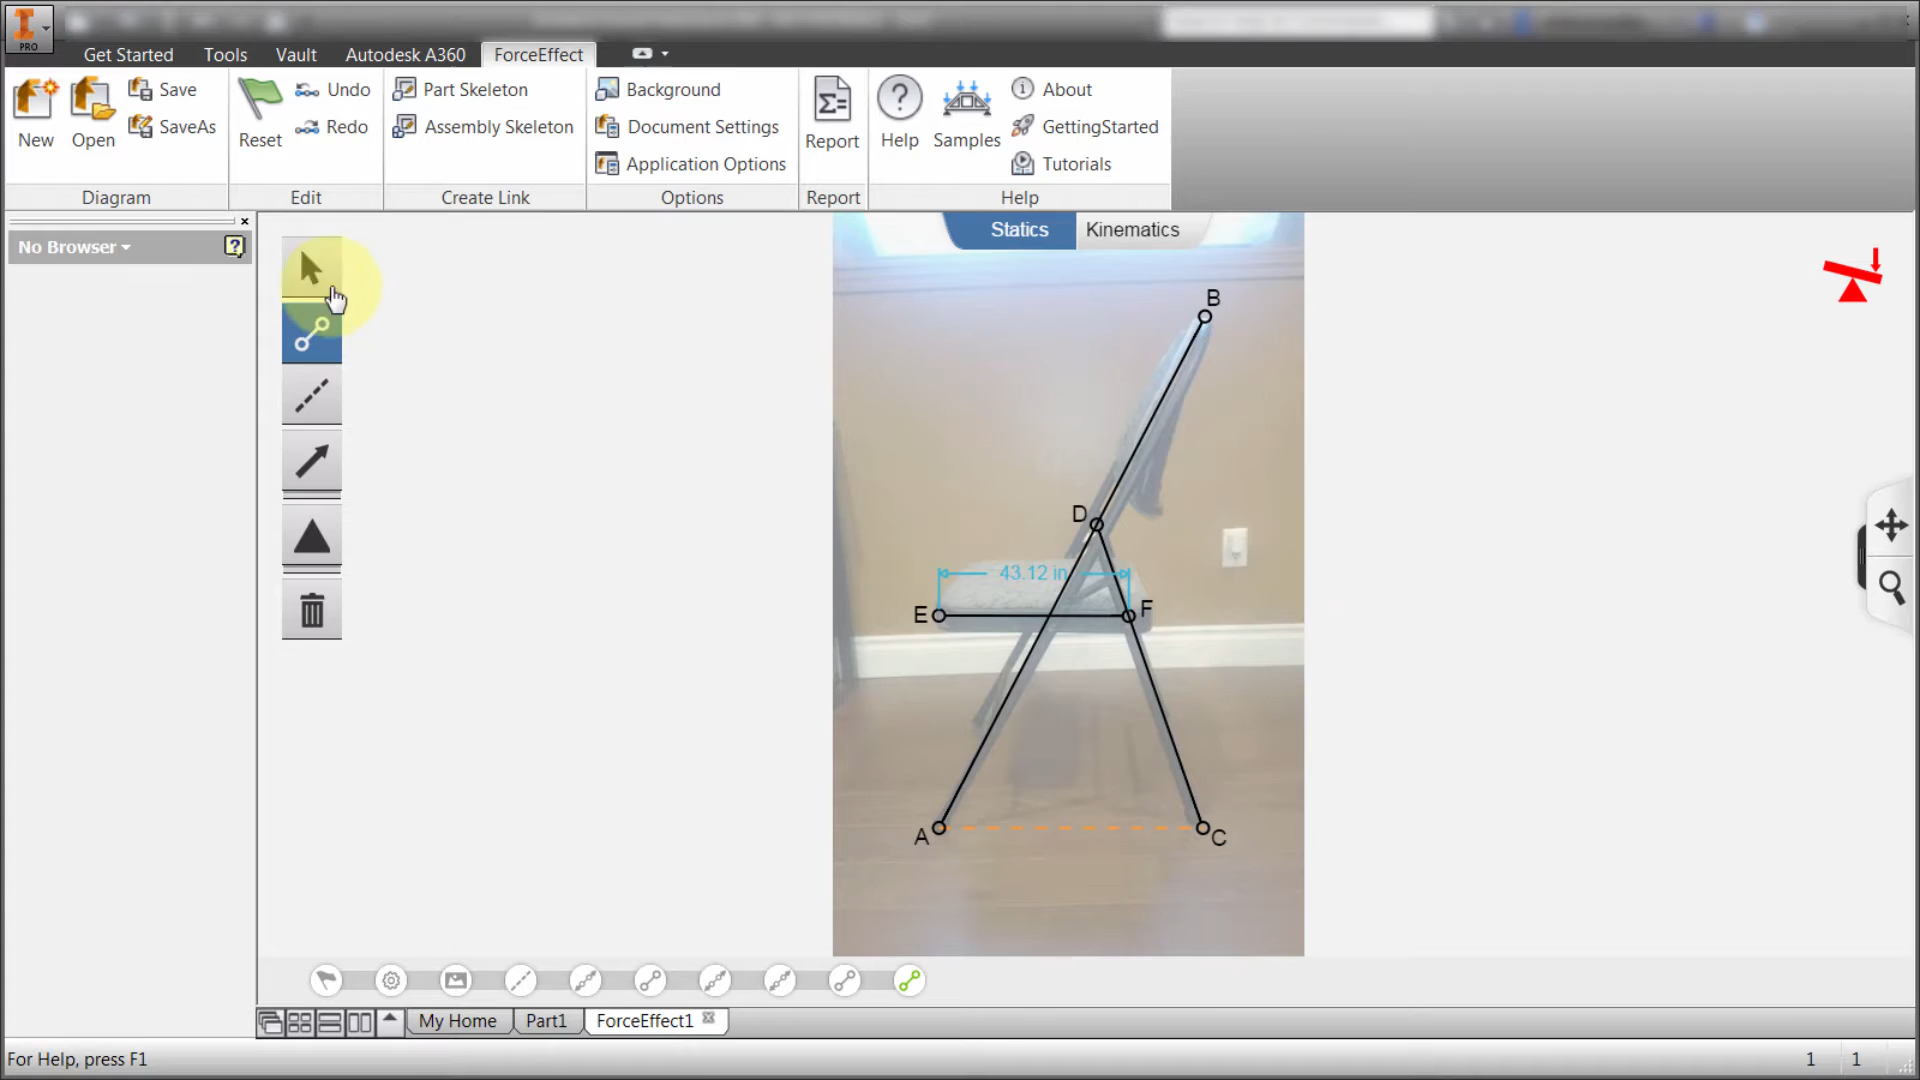 PRO
Get Started Tools Vault Autodesk A360 ForceEffect
New Open Save SaveAs
Reset Undo Redo
Part Skeleton
Assembly Skeleton
Background
Document Settings
Application Options
Report
Help Samples About
GettingStarted
Tutorials
Diagram Edit Create Link Options Report Help
No Browser
Statics Kinematics
B
D
43.12 in
E F
A C
My Home Part1 ForceEffect1
For Help, press F1 1 1